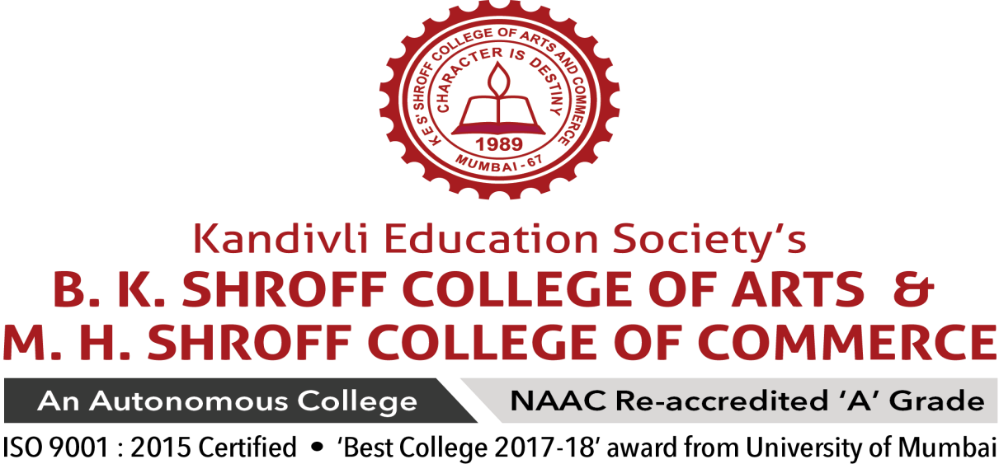 K E S' SHROFF COLLEGE OF ARTS AND COMMERCE
CHARACTER IS DESTINY
1989
MUMBAI - 67
Kandivli Education Society‘s
B. K. SHROFF COLLEGE OF ARTS &
M. H. SHROFF COLLEGE OF COMMERCE
An Autonomous College
NAAC Re-accredited ‘A’ Grade
ISO 9001 : 2015 Certified • ‘Best College 2017-18’ award from University of Mumbai